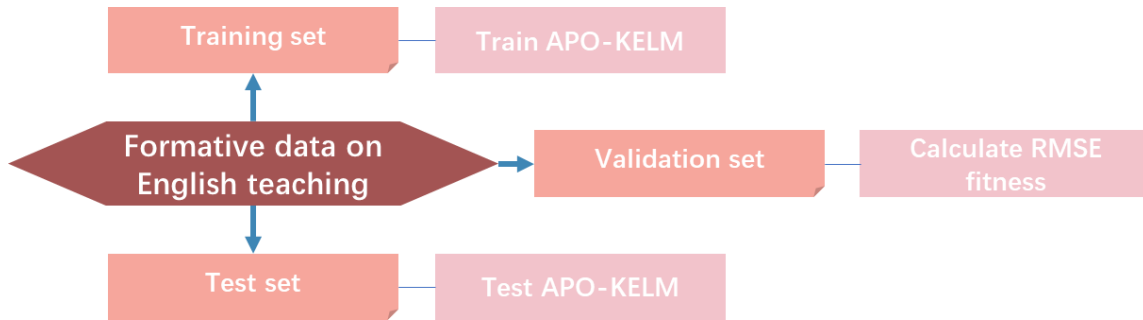 Training set
Train APO-KELM
Formative data on
English teaching
Validation set
Calculate RMSE
fitness
Test set
Test APO-KELM